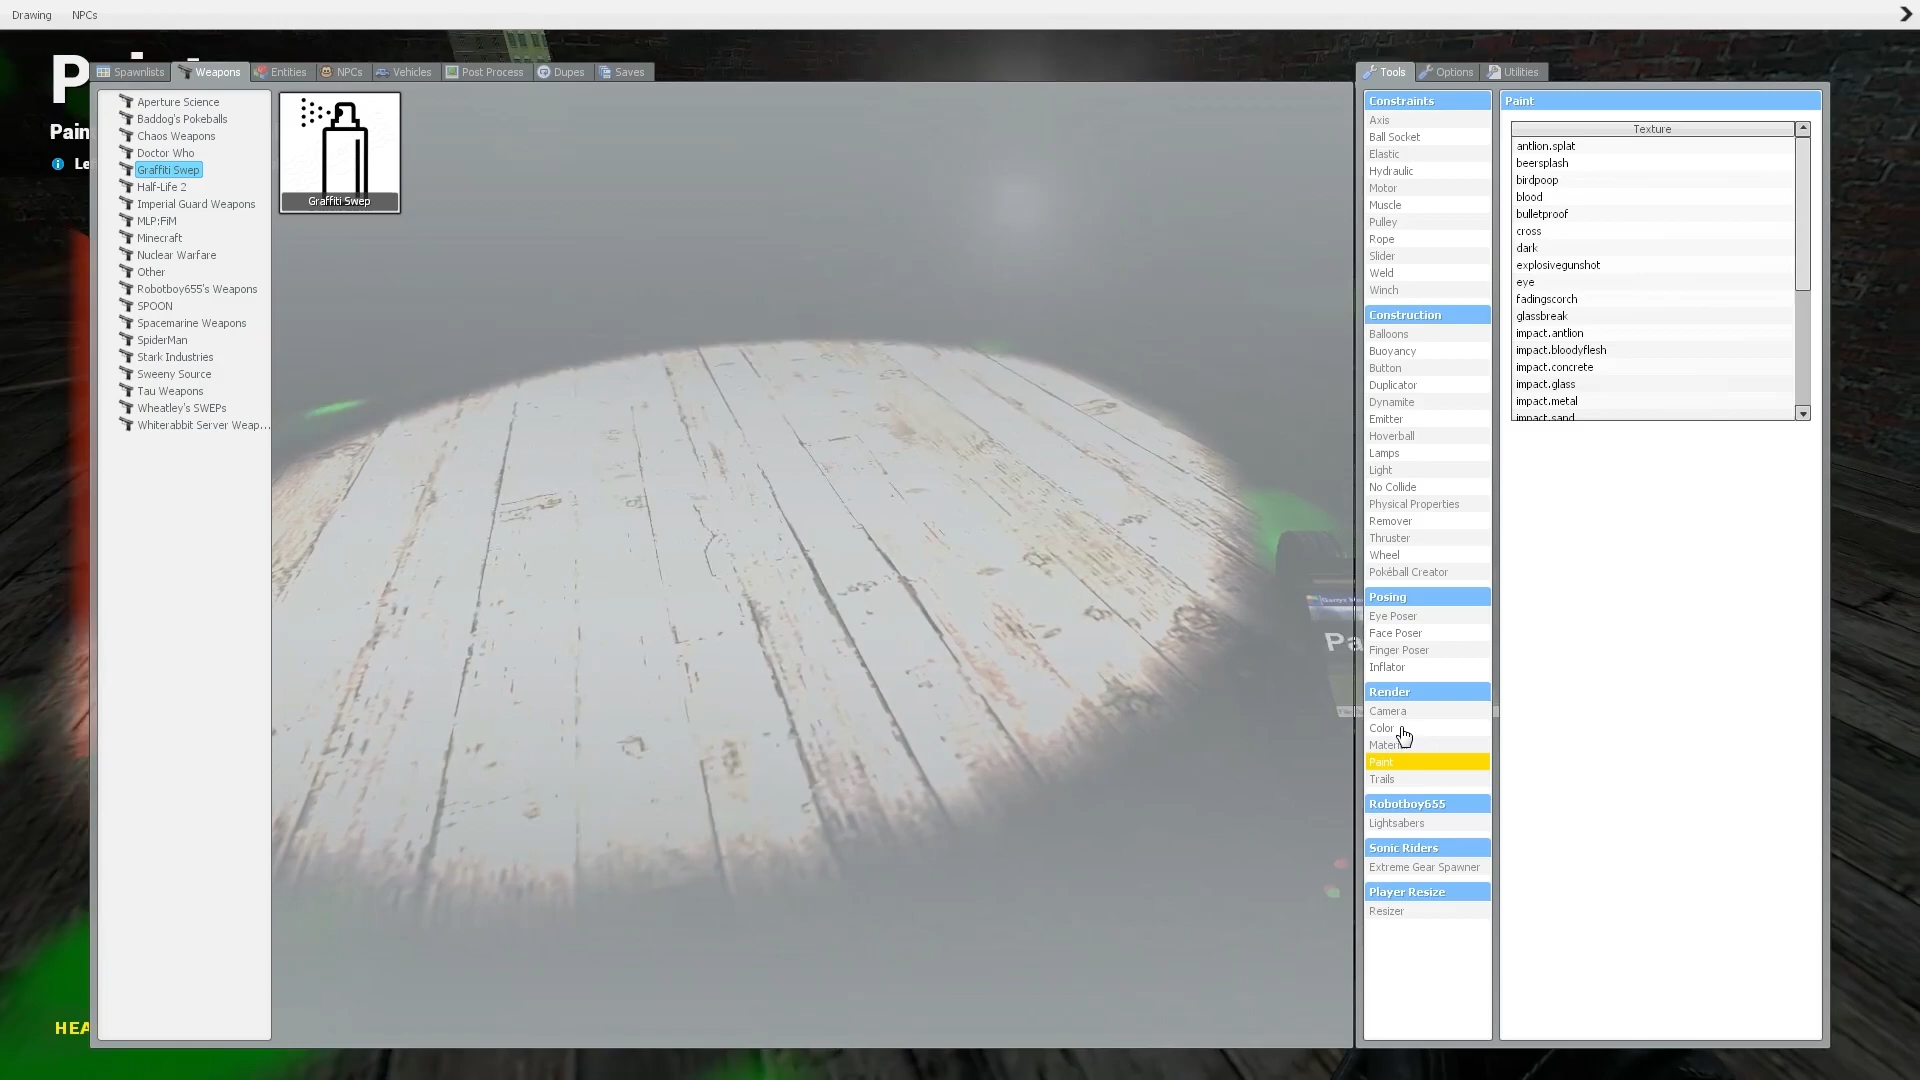 Drawing NPCs
Spawnlists Weapons Entities NPCs Vehicles Post Process Dupes Saves
Aperture Science
Baddog's Pokeballs
Chaos Weapons
Doctor Who
Graffiti Swep
Half-Life 2
Imperial Guard Weapons
MLP:FiM
Minecraft
Nuclear Warfare
Other
Robotboy655's Weapons
SPOON
Spacemarine Weapons
SpiderMan
Stark Industries
Sweeny Source
Tau Weapons
Wheatley's SWEPs
Whiterabbit Server Weap...
Graffiti Swep
Tools Options Utilities
Constraints
Axis
Ball Socket
Elastic
Hydraulic
Motor
Muscle
Pulley
Rope
Slider
Weld
Winch
Construction
Balloons
Buoyancy
Button
Duplicator
Dynamite
Emitter
Hoverball
Lamps
Light
No Collide
Physical Properties
Remover
Thruster
Wheel
Pokéball Creator
Posing
Eye Poser
Face Poser
Finger Poser
Inflator
Render
Camera
Color
Mater
Paint
Trails
Robotboy655
Lightsabers
Sonic Riders
Extreme Gear Spawner
Player Resize
Resizer
Paint
Texture
antlion.splat
beersplash
birdpoop
blood
bulletproof
cross
dark
explosivegunshot
eye
fadingscorch
glassbreak
impact.antlion
impact.bloodyflesh
impact.concrete
impact.glass
impact.metal
impact.sand
Pain
Le
Pa
HEA